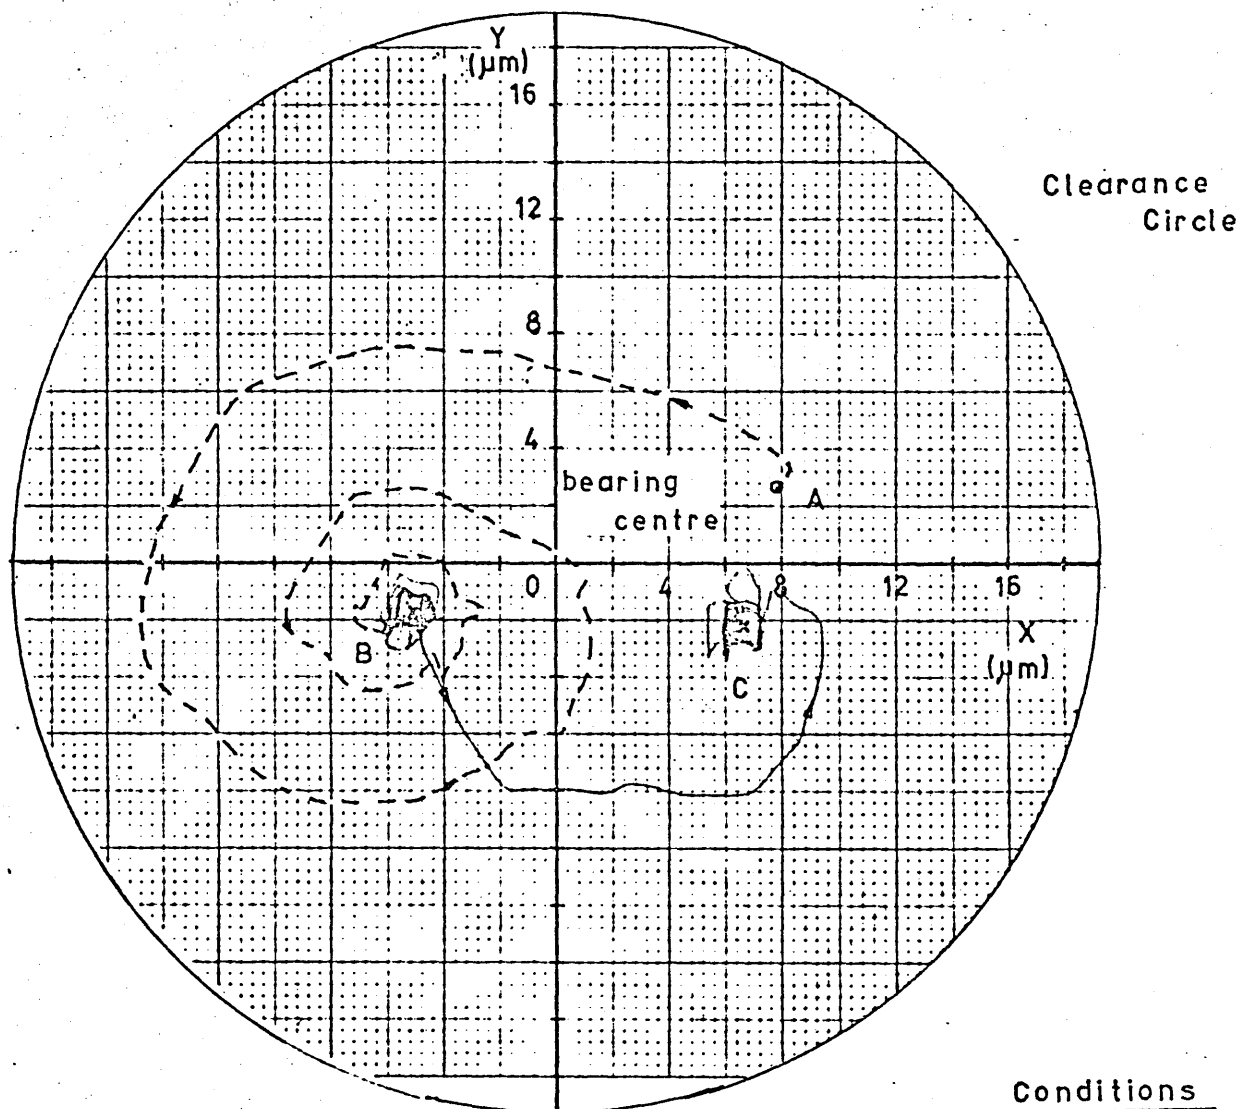 Y
(μm)
16
Clearance
Circle
12
8
4
bearing
centre
A
0
4
8
12
16
X
(μm)
B
C
Conditions